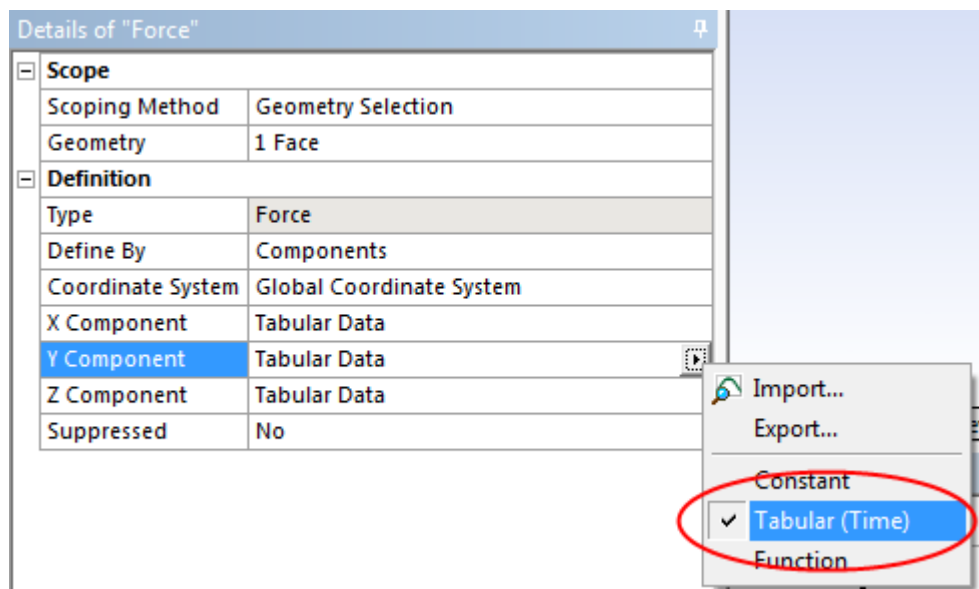 Details of "Force"
Scope
Scoping Method Geometry Selection
Geometry 1 Face
Definition
Type Force
Define By Components
Coordinate System Global Coordinate System
X Component Tabular Data
Y Component Tabular Data
Z Component Tabular Data
Suppressed No
Import...
Export...
Constant
Tabular (Time)
Function